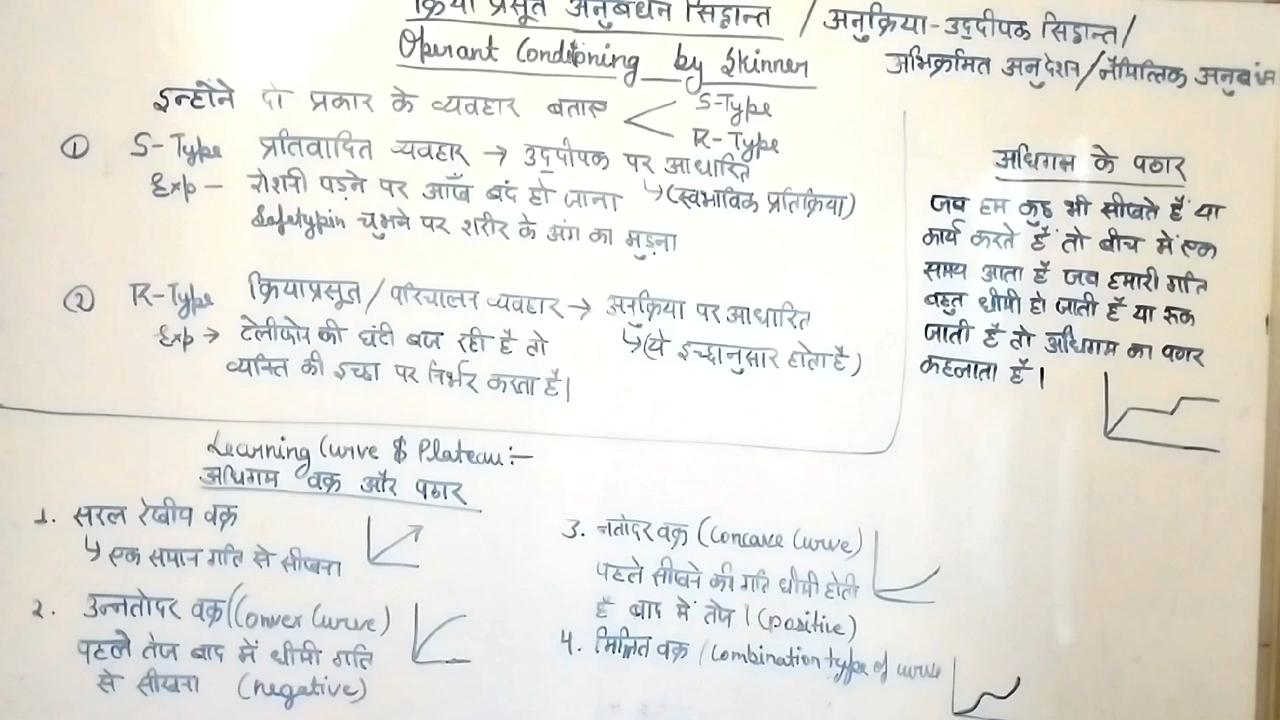 क्रिया प्रसूत अनुबंधन सिद्धान्त / अनुक्रिया-उद्दीपक सिद्धान्त/
Operant Conditioning by Skinner
अभिक्रमित अनुदेशन/नैमित्तिक अनुबंधन
इन्होंने दो प्रकार के व्यवहार बताए
S-Type
R-Type
① S-Type प्रतिवादित व्यवहार → उद्दीपक पर आधारित
Exp – रोशनी पड़ने पर आँख बंद हो जाना ↳(स्वभाविक प्रतिक्रिया)
Safetypin चुभने पर शरीर के अंग का मुड़ना
② R-Type क्रियाप्रसूत/परिचालन व्यवहार → अनुक्रिया पर आधारित
Exp → टेलीफोन की घंटी बज रही है तो ↳(ये इच्छानुसार होता है)
व्यक्ति की इच्छा पर निर्भर करता है।
अधिगम के पठार
जब हम कुछ भी सीखते हैं या
कार्य करते हैं तो बीच में एक
समय आता है जब हमारी गति
बहुत धीमी हो जाती है या रूक
जाती है तो अधिगम का पठार
कहलाता है।
Learning Curve & Plateau:–
अधिगम वक्र और पठार
1. सरल रेखीय वक्र
↳ एक समान गति से सीखना
2. उन्नतोदर वक्र (Convex Curve)
पहले तेज बाद में धीमी गति
से सीखना (negative)
3. नतोदर वक्र (Concave Curve)
पहले सीखने की गति धीमी होती
है बाद में तेज। (positive)
4. मिश्रित वक्र / Combination type of curve